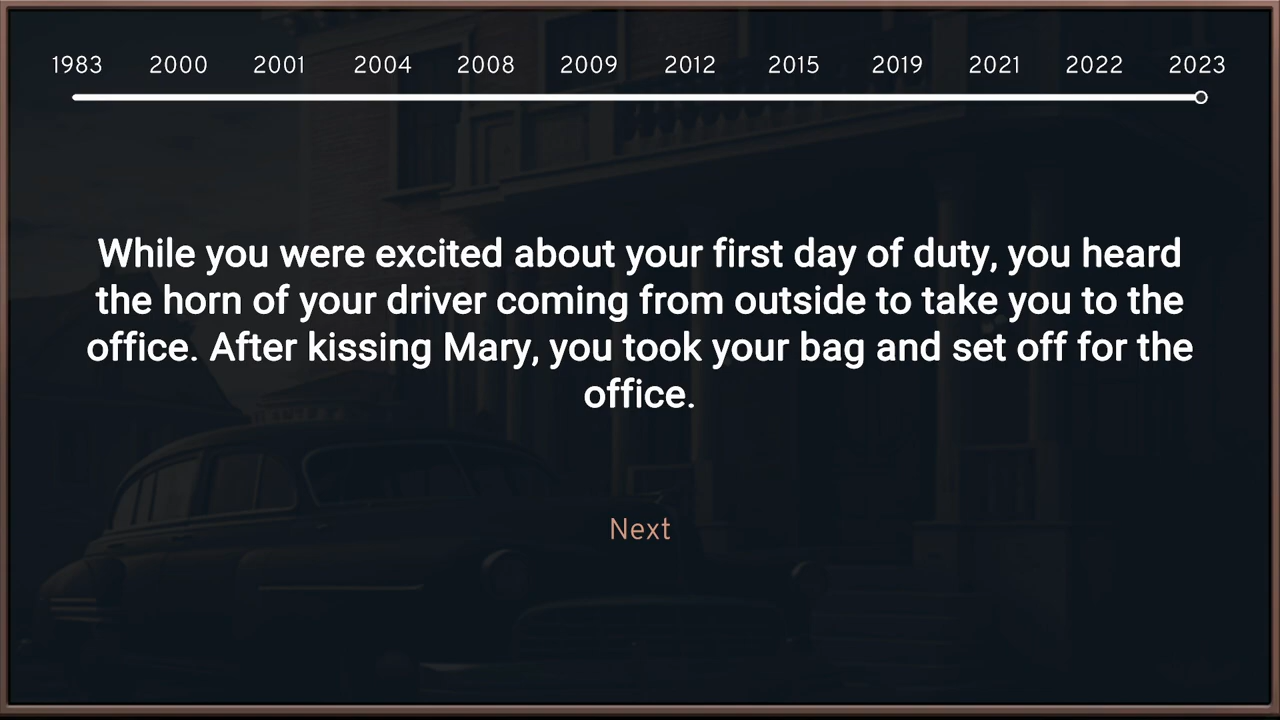 1983 2000 2001 2004 2008 2009 2012 2015 2019 2021 2022 2023
While you were excited about your first day of duty, you heard
the horn of your driver coming from outside to take you to the
office. After kissing Mary, you took your bag and set off for the
office.
Next